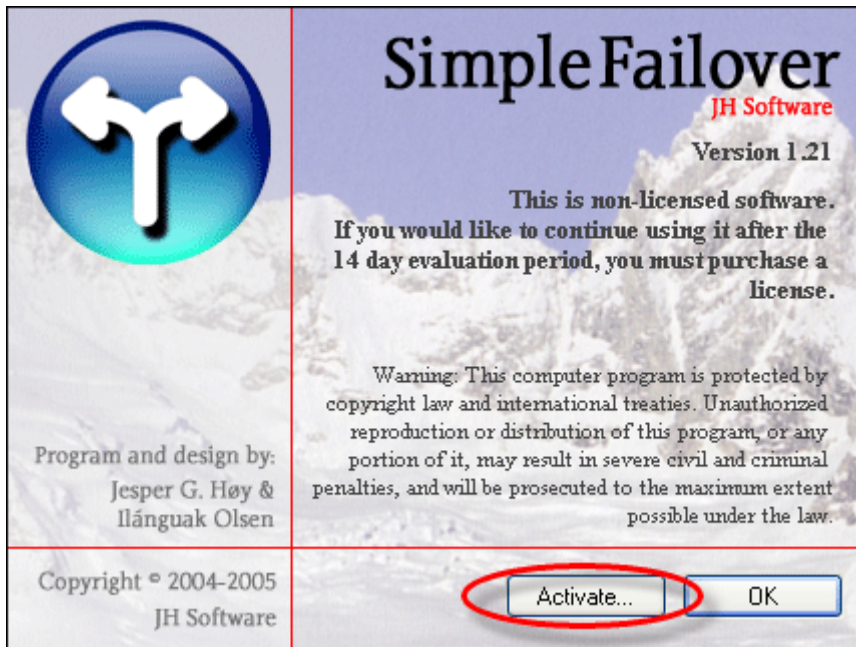 Simple Failover
JH Software
Version 1.21
This is non-licensed software.
If you would like to continue using it after the
14 day evaluation period, you must purchase a
license.
Warning: This computer program is protected by
copyright law and international treaties. Unauthorized
reproduction or distribution of this program, or any
portion of it, may result in severe civil and criminal
penalties, and will be prosecuted to the maximum extent
possible under the law.
Program and design by:
Jesper G. Høy &
Ilánguak Olsen
Copyright © 2004-2005
JH Software
Activate...
OK